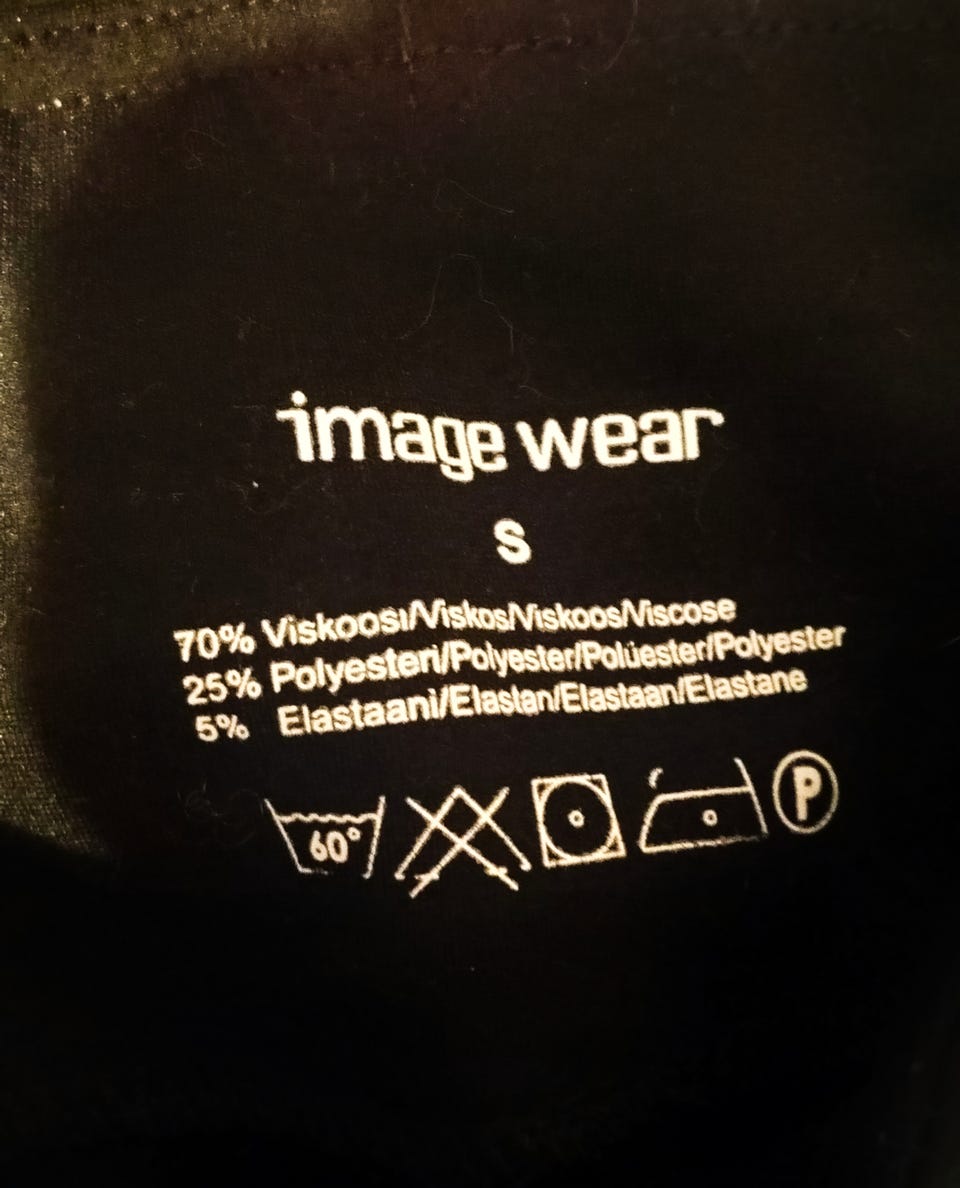 image wear
S
70% Viskoosi/Viskos/Viskoos/Viscose
25% Polyesteri/Polyester/Polüester/Polyester
5% Elastaani/Elastan/Elastaan/Elastane
60° P